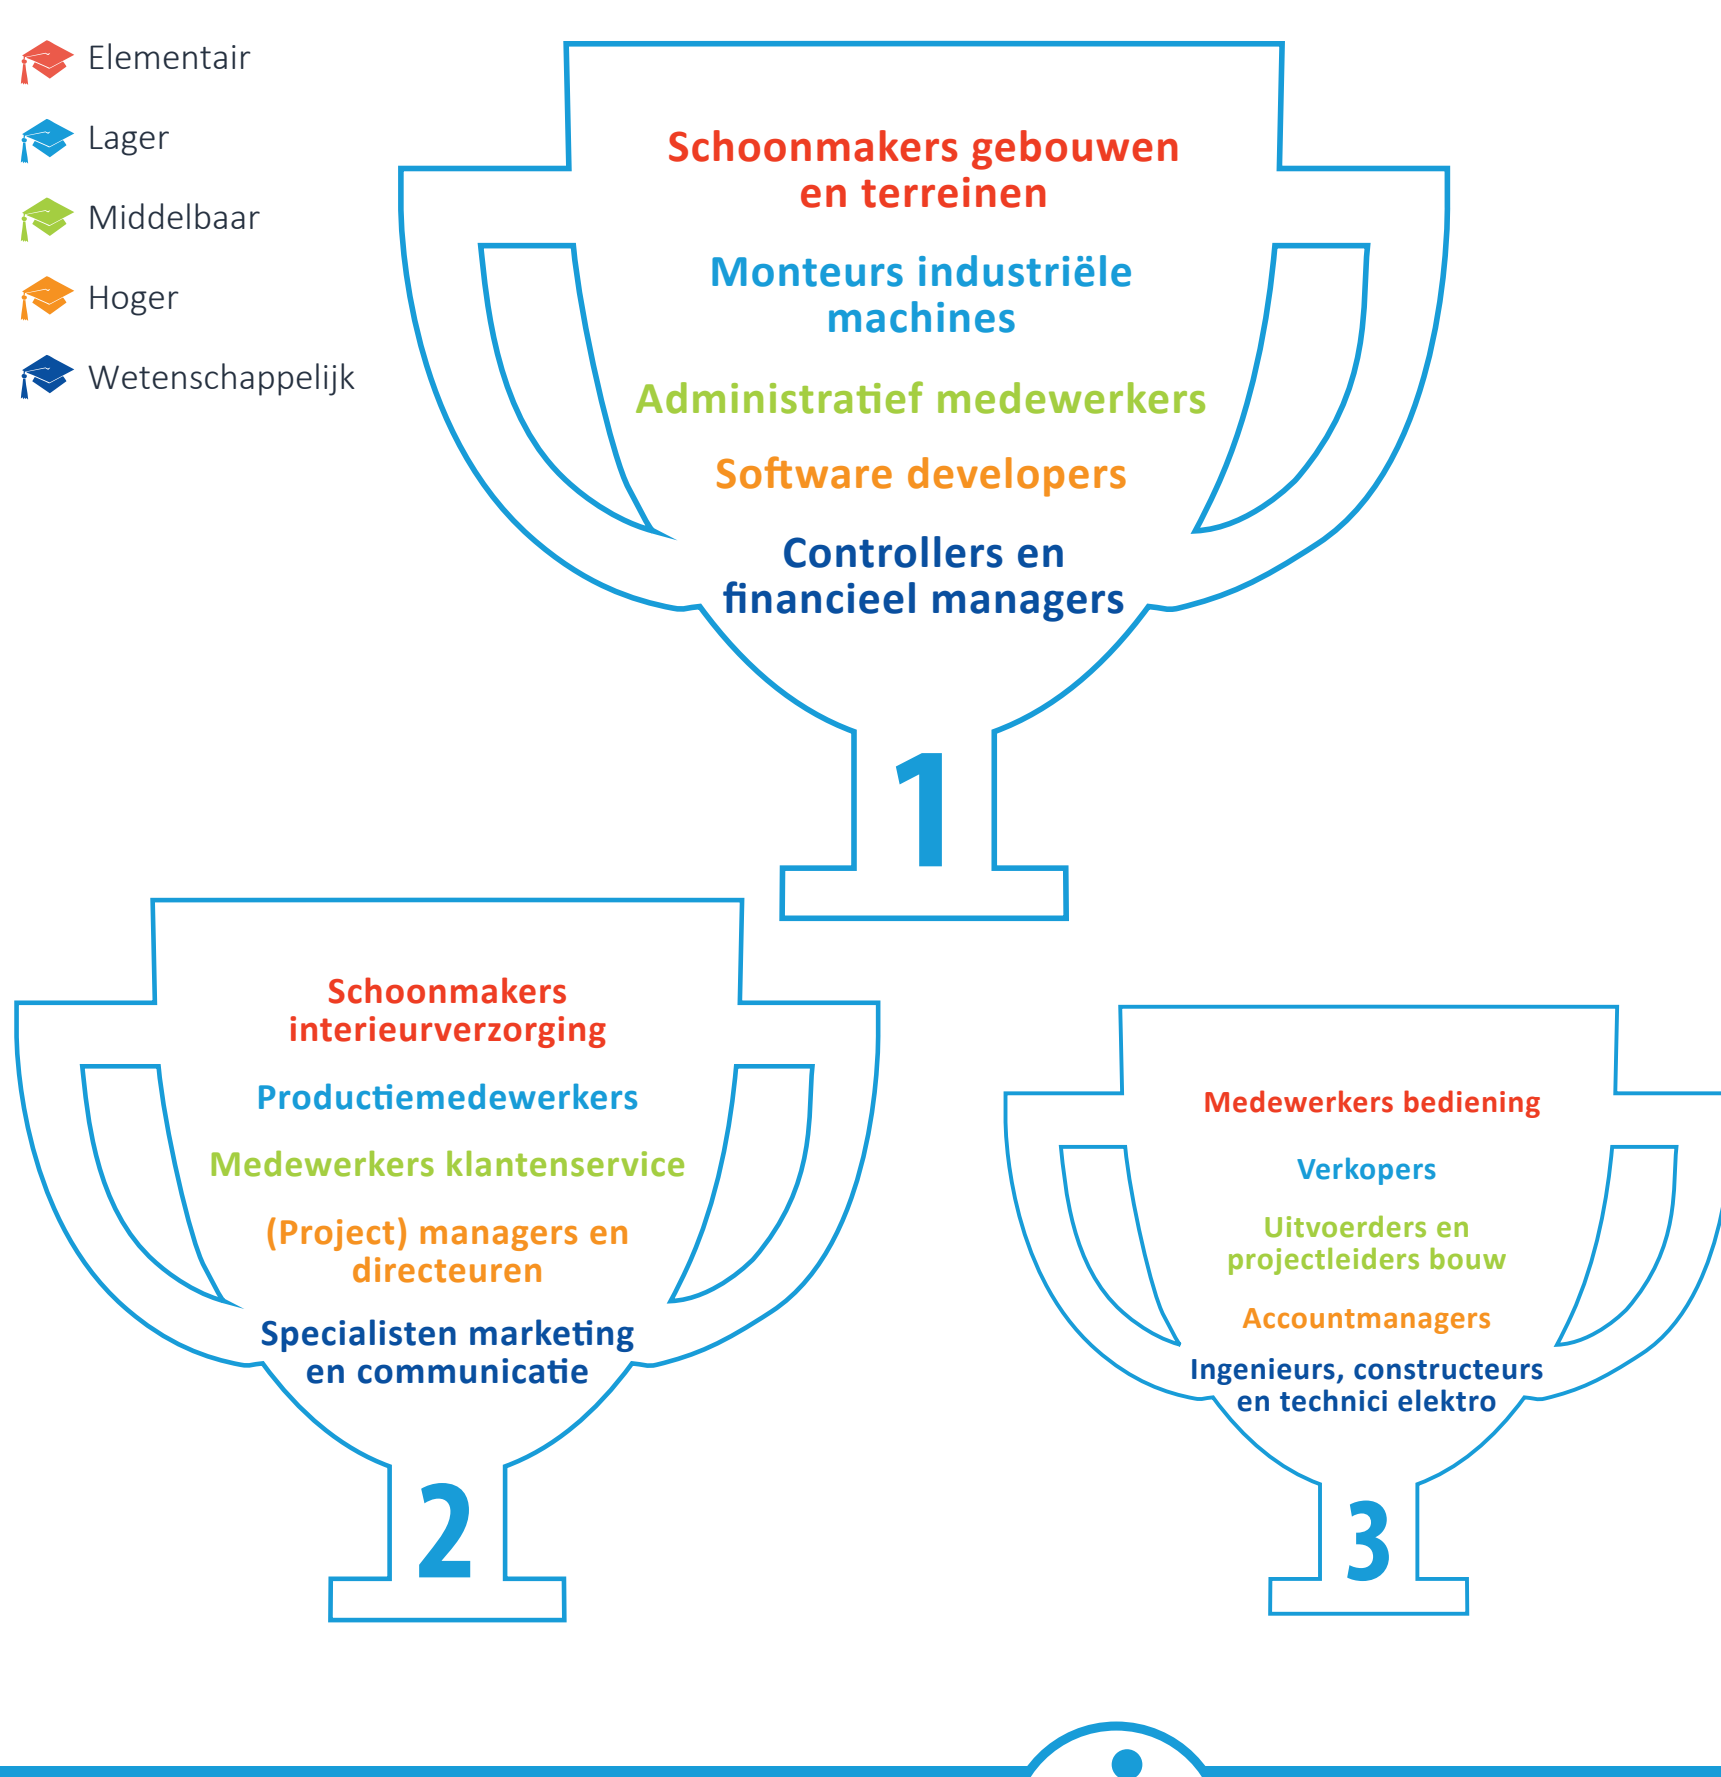 Elementair
Lager
Middelbaar
Hoger
Wetenschappelijk
Schoonmakers gebouwen
en terreinen
Monteurs industriële
machines
Administratief medewerkers
Software developers
Controllers en
financieel managers
1
Schoonmakers
interieurverzorging
Productiemedewerkers
Medewerkers klantenservice
(Project) managers en
directeuren
Specialisten marketing
en communicatie
2
Medewerkers bediening
Verkopers
Uitvoerders en
projectleiders bouw
Accountmanagers
Ingenieurs, constructeurs
en technici elektro
3